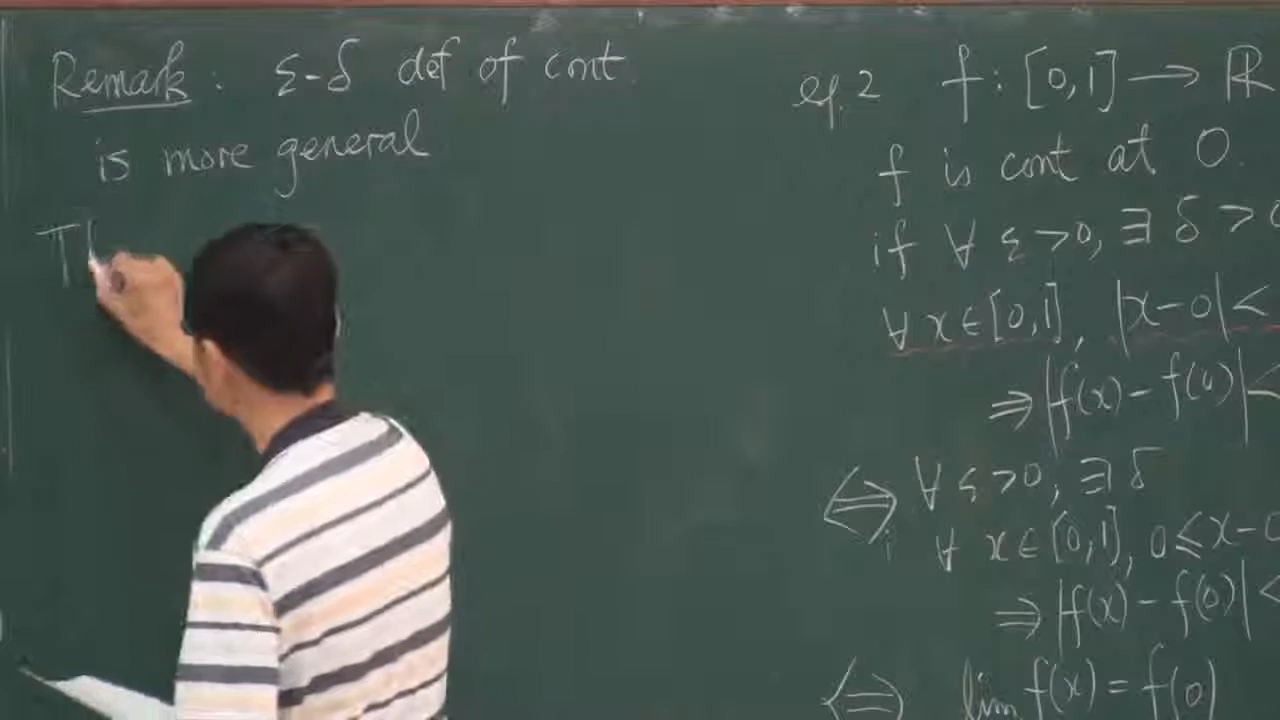 Remark: ε-δ def of cont.
is more general
Th
eg. 2 f: [0,1] → ℝ
f is cont at 0.
if ∀ ε>0, ∃ δ >
∀ x∈[0,1], |x-0|<
⇒ |f(x) - f(0)|<
⇔ ∀ ε>0, ∃ δ
∀ x∈[0,1], 0≤x-
⇒ |f(x) - f(0)|<
⇔ lim f(x) = f(0)